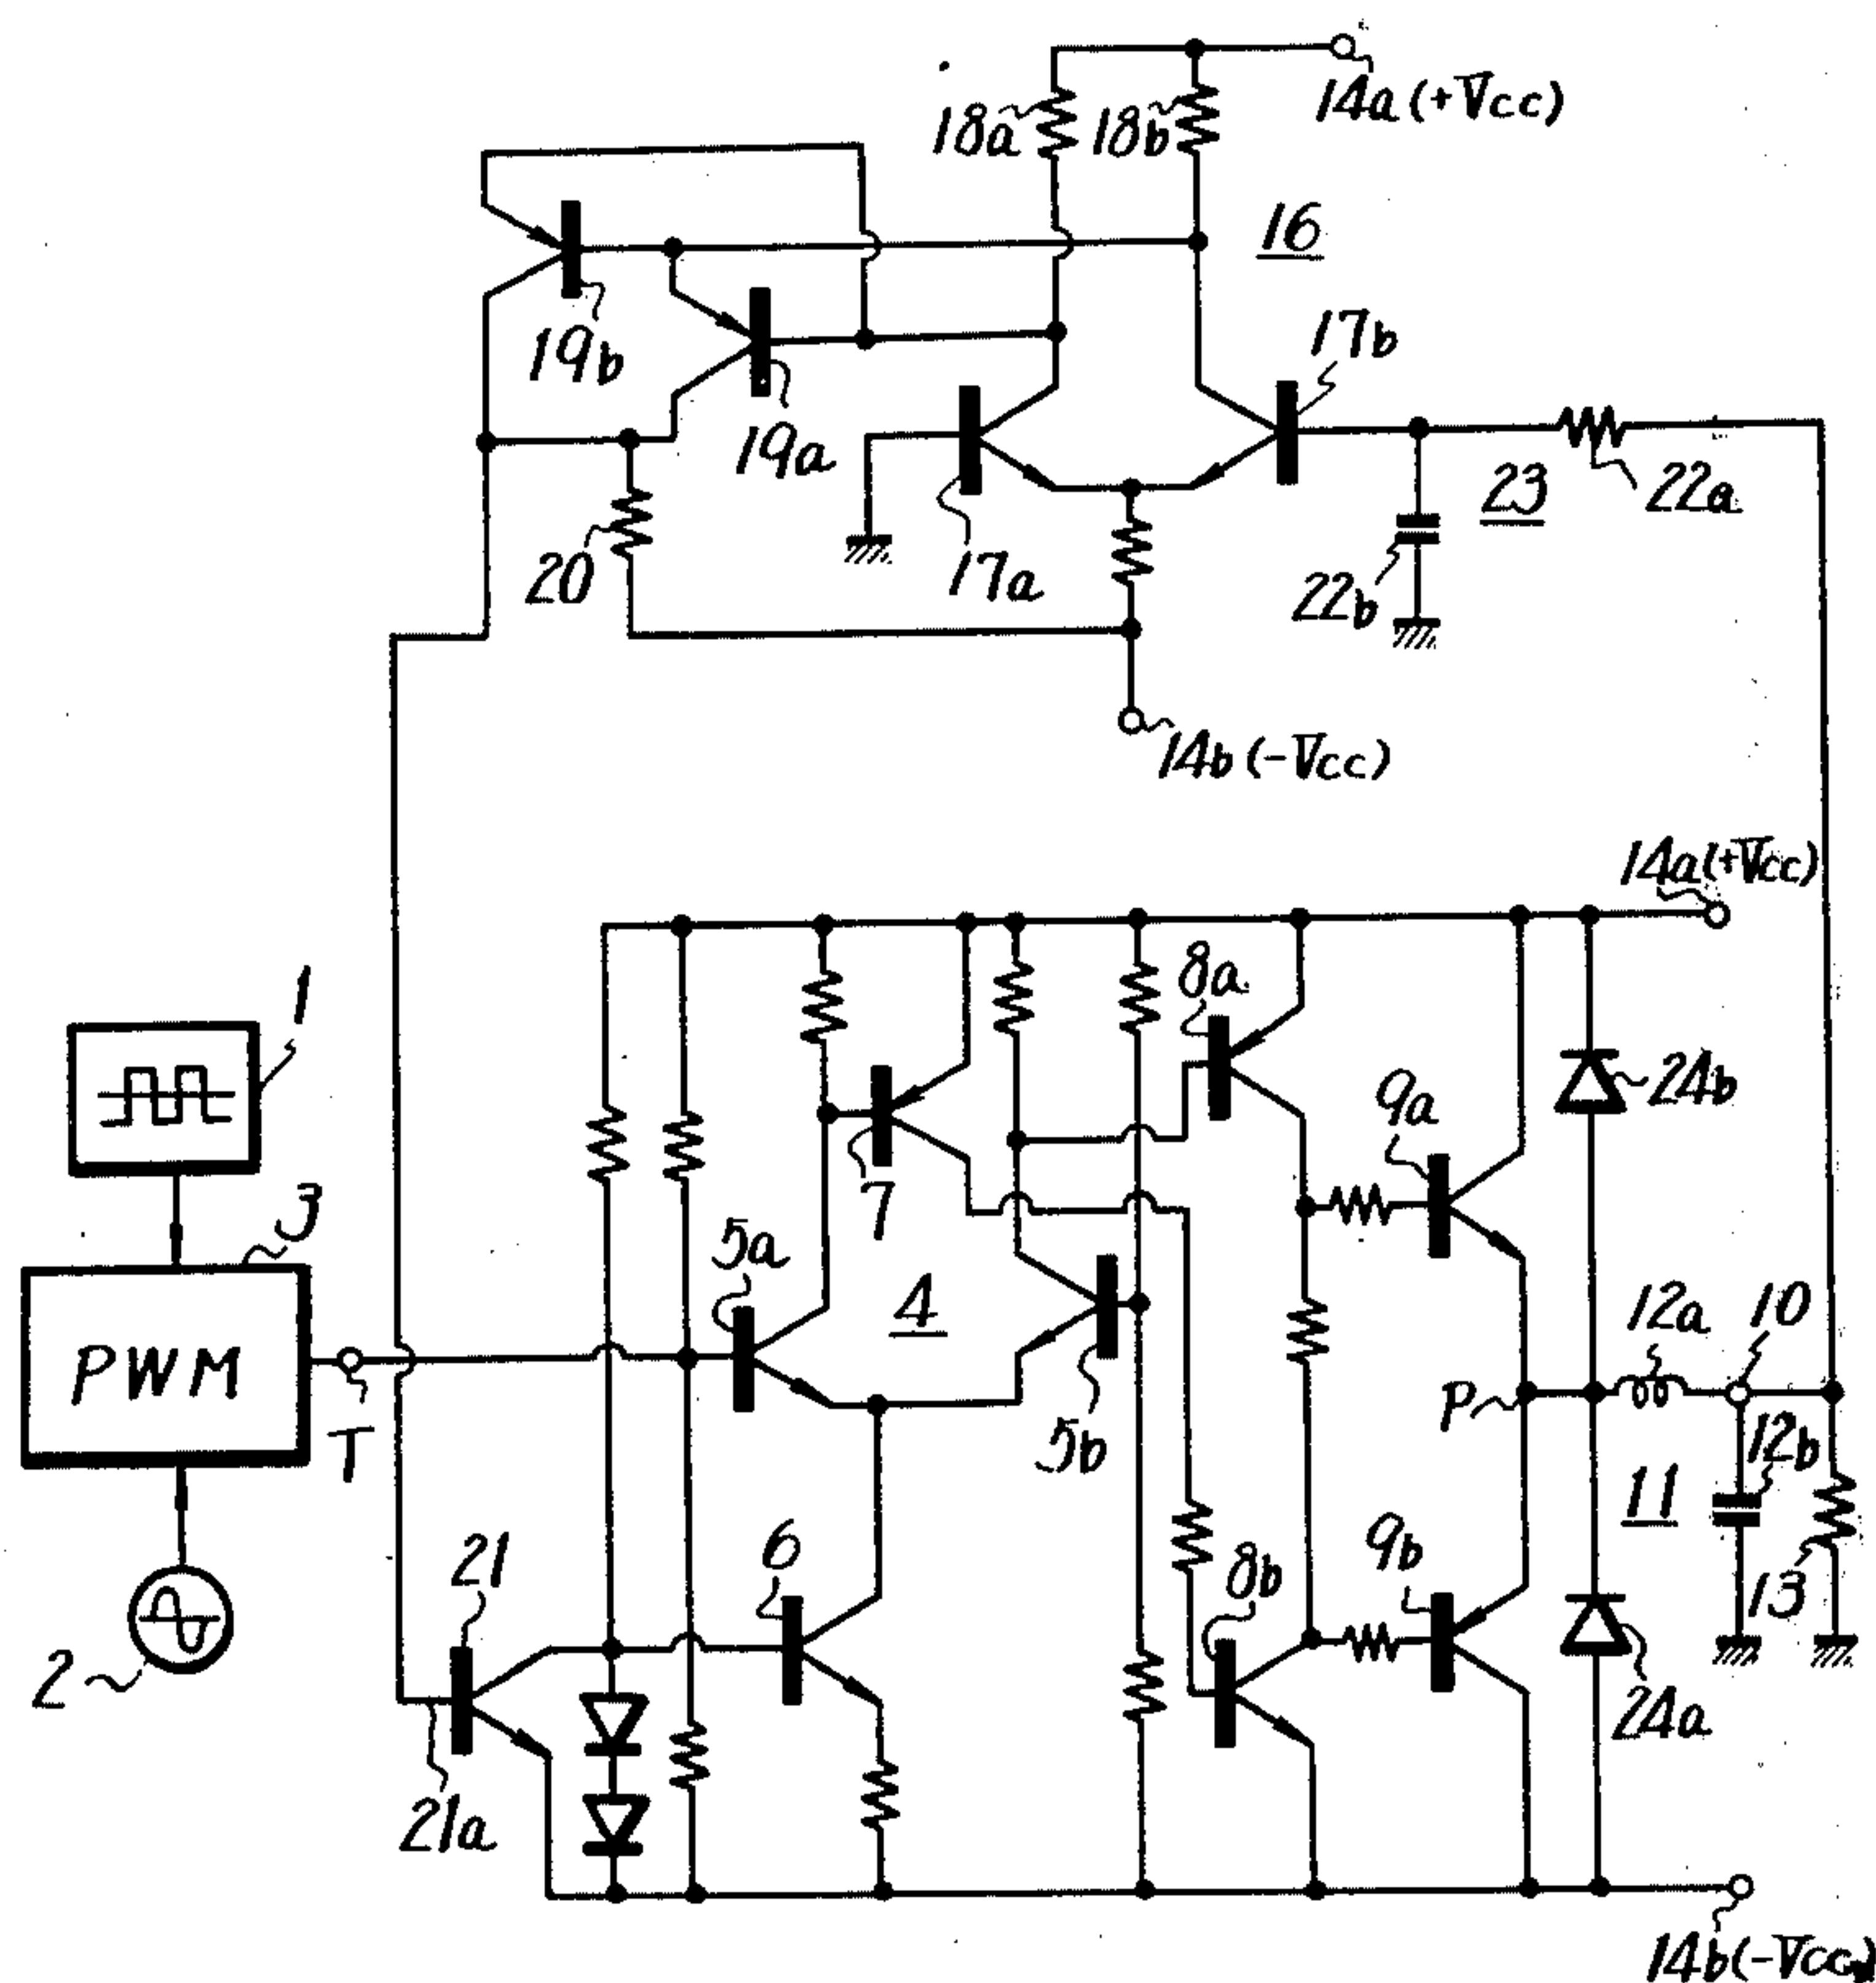 14a (+Vcc)
18a
18b
16
19b
17b
19a
23
22a
20
17a
22b
14b (-Vcc)
14a (+Vcc)
8a
1
24b
9a
7
3
5a
4
12a
10
PWM
P
T
5b
12b
11
21
6
9b
8b
13
2
24a
21a
14b (-Vcc)